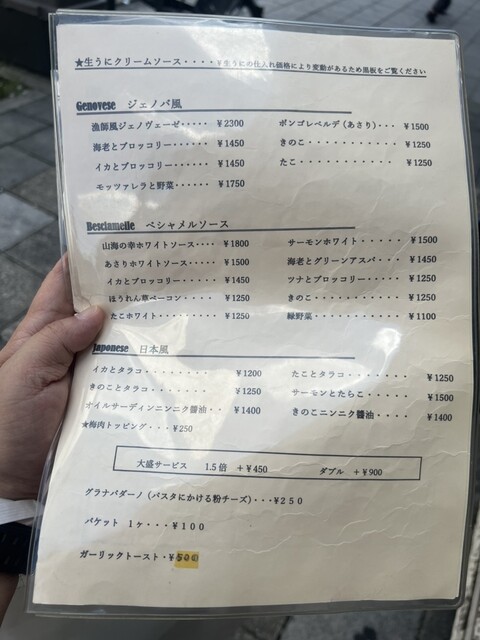 ★生うにクリームソース・・・・¥生うにの仕入れ価格により変動があるため黒板をご覧ください
Genovese ジェノバ風
漁師風ジェノヴェーゼ・・・・・ ¥2300 ボンゴレベルデ（あさり）・・・ ¥1500
海老とブロッコリー・・・・・・ ¥1450 きのこ・・・・・・・・・・・ ¥1250
イカとブロッコリー・・・・・・ ¥1450 たこ・・・・・・・・・・・・ ¥1250
モッツァレラと野菜・・・・・・ ¥1750
Besciamelle ベシャメルソース
山海の幸ホワイトソース・・・・ ¥1800 サーモンホワイト・・・・・・ ¥1500
あさりホワイトソース・・・・・ ¥1500 海老とグリーンアスパ・・・・ ¥1450
イカとブロッコリー・・・・・・ ¥1450 ツナとブロッコリー・・・・・ ¥1250
ほうれん草ベーコン・・・・・・ ¥1250 きのこ・・・・・・・・・・・ ¥1250
たこホワイト・・・・・・・・・ ¥1250 緑野菜・・・・・・・・・・・ ¥1100
Japonese 日本風
イカとタラコ・・・・・・・・ ¥1200 たことタラコ・・・・・・・・ ¥1250
きのことタラコ・・・・・・・ ¥1250 サーモンとたらこ・・・・・ ¥1500
オイルサーディンニンニク醬油・・ ¥1400 きのこニンニク醬油・・・・ ¥1400
★梅肉トッピング・・・¥250
大盛サービス 1.5倍 +¥450 ダブル +¥900
グラナパダーノ（パスタにかける粉チーズ）・・・¥250
バケット 1ヶ・・・¥100
ガーリックトースト・¥500